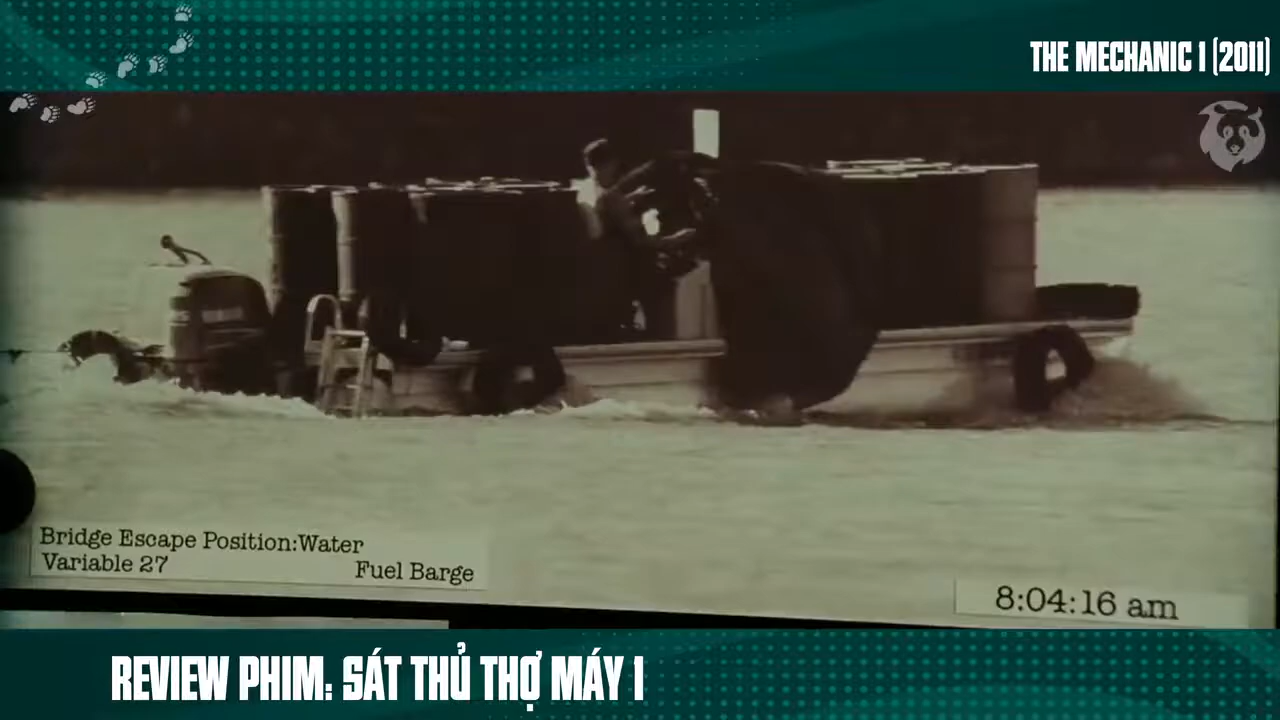 THE MECHANIC 1 (2011)
Bridge Escape Position:Water
Variable 27 Fuel Barge
8:04:16 am
REVIEW PHIM: SÁT THỦ THỢ MÁY 1